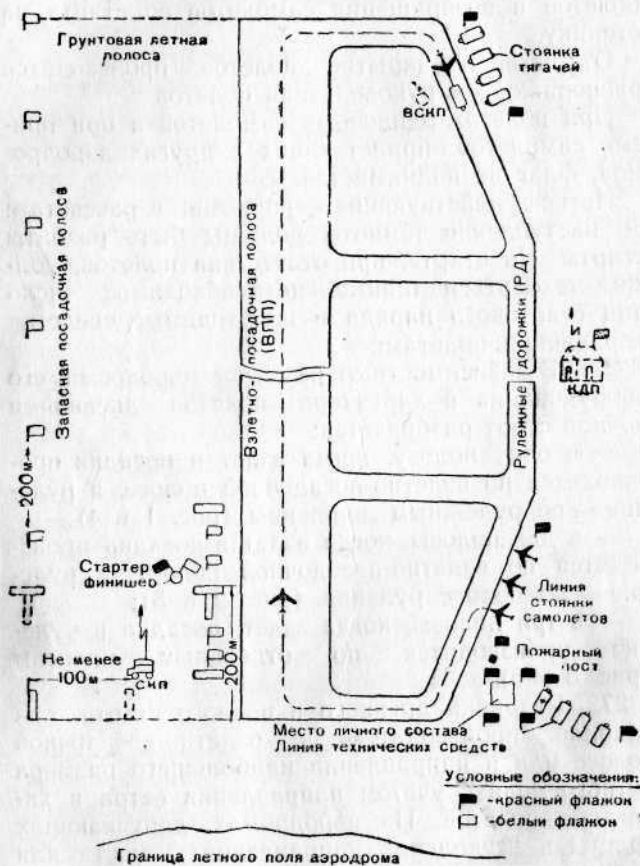 Грунтовая летная
полоса
Стоянка
тягачей
ВСКП
Запасная посадочная полоса
Взлетно-посадочная полоса
(ВПП)
Рулежные дорожки (РД)
КДП
200м
Стартер
финишер
Линия
стоянки
самолетов
200 м
Пожарный
пост
Не менее
100м
СКП
Место личного состава
Линия технических средств
Условные обозначения:
-красный флажок
-белый флажок
Граница летного поля аэродрома